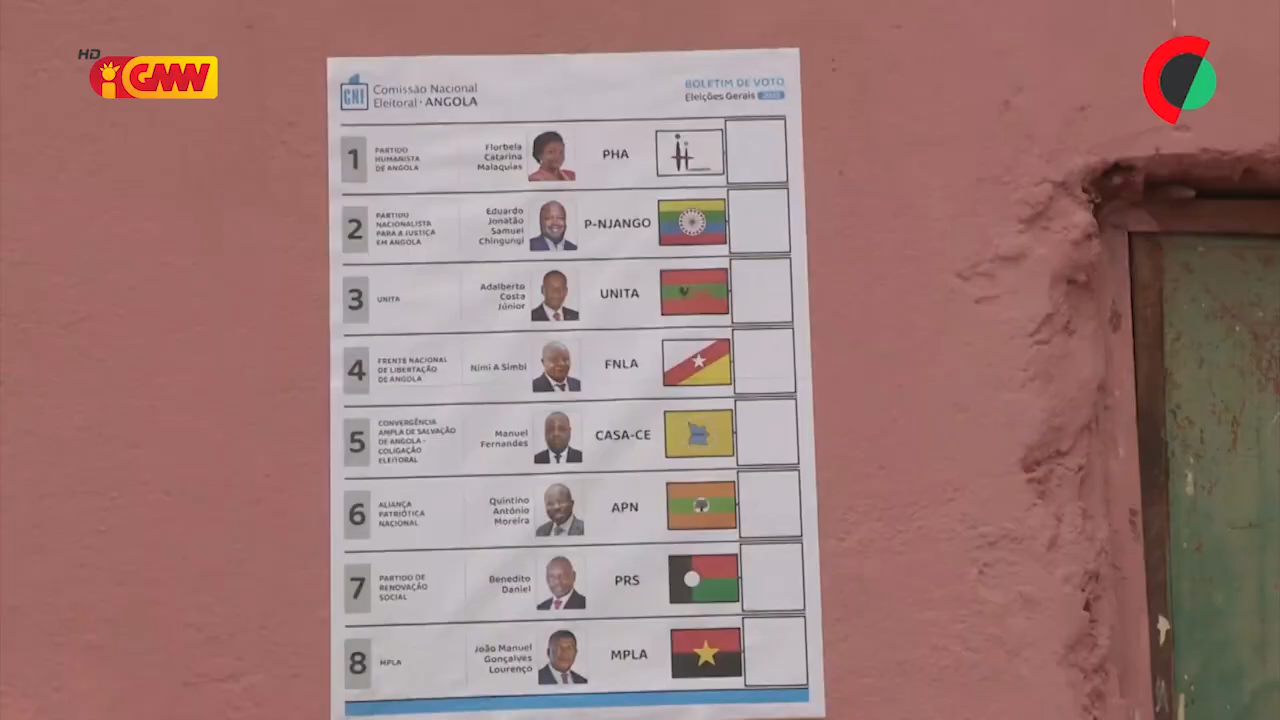 HD
GMW
CNI
Comissão Nacional
Eleitoral · ANGOLA
BOLETIM DE VOTO
Eleições Gerais 2022
1
PARTIDO
HUMANISTA
DE ANGOLA
Florbela
Catarina
Malaquias
PHA
2
PARTIDO
NACIONALISTA
PARA A JUSTIÇA
EM ANGOLA
Eduardo
Jonatão
Samuel
Chingungi
P-NJANGO
3
UNITA
Adalberto
Costa
Júnior
UNITA
4
FRENTE NACIONAL
DE LIBERTAÇÃO
DE ANGOLA
Nimi A Simbi
FNLA
5
CONVERGÊNCIA
AMPLA DE SALVAÇÃO
DE ANGOLA -
COLIGAÇÃO
ELEITORAL
Manuel
Fernandes
CASA-CE
6
ALIANÇA
PATRIÓTICA
NACIONAL
Quintino
António
Moreira
APN
7
PARTIDO DE
RENOVAÇÃO
SOCIAL
Benedito
Daniel
PRS
8
MPLA
João Manuel
Gonçalves
Lourenço
MPLA